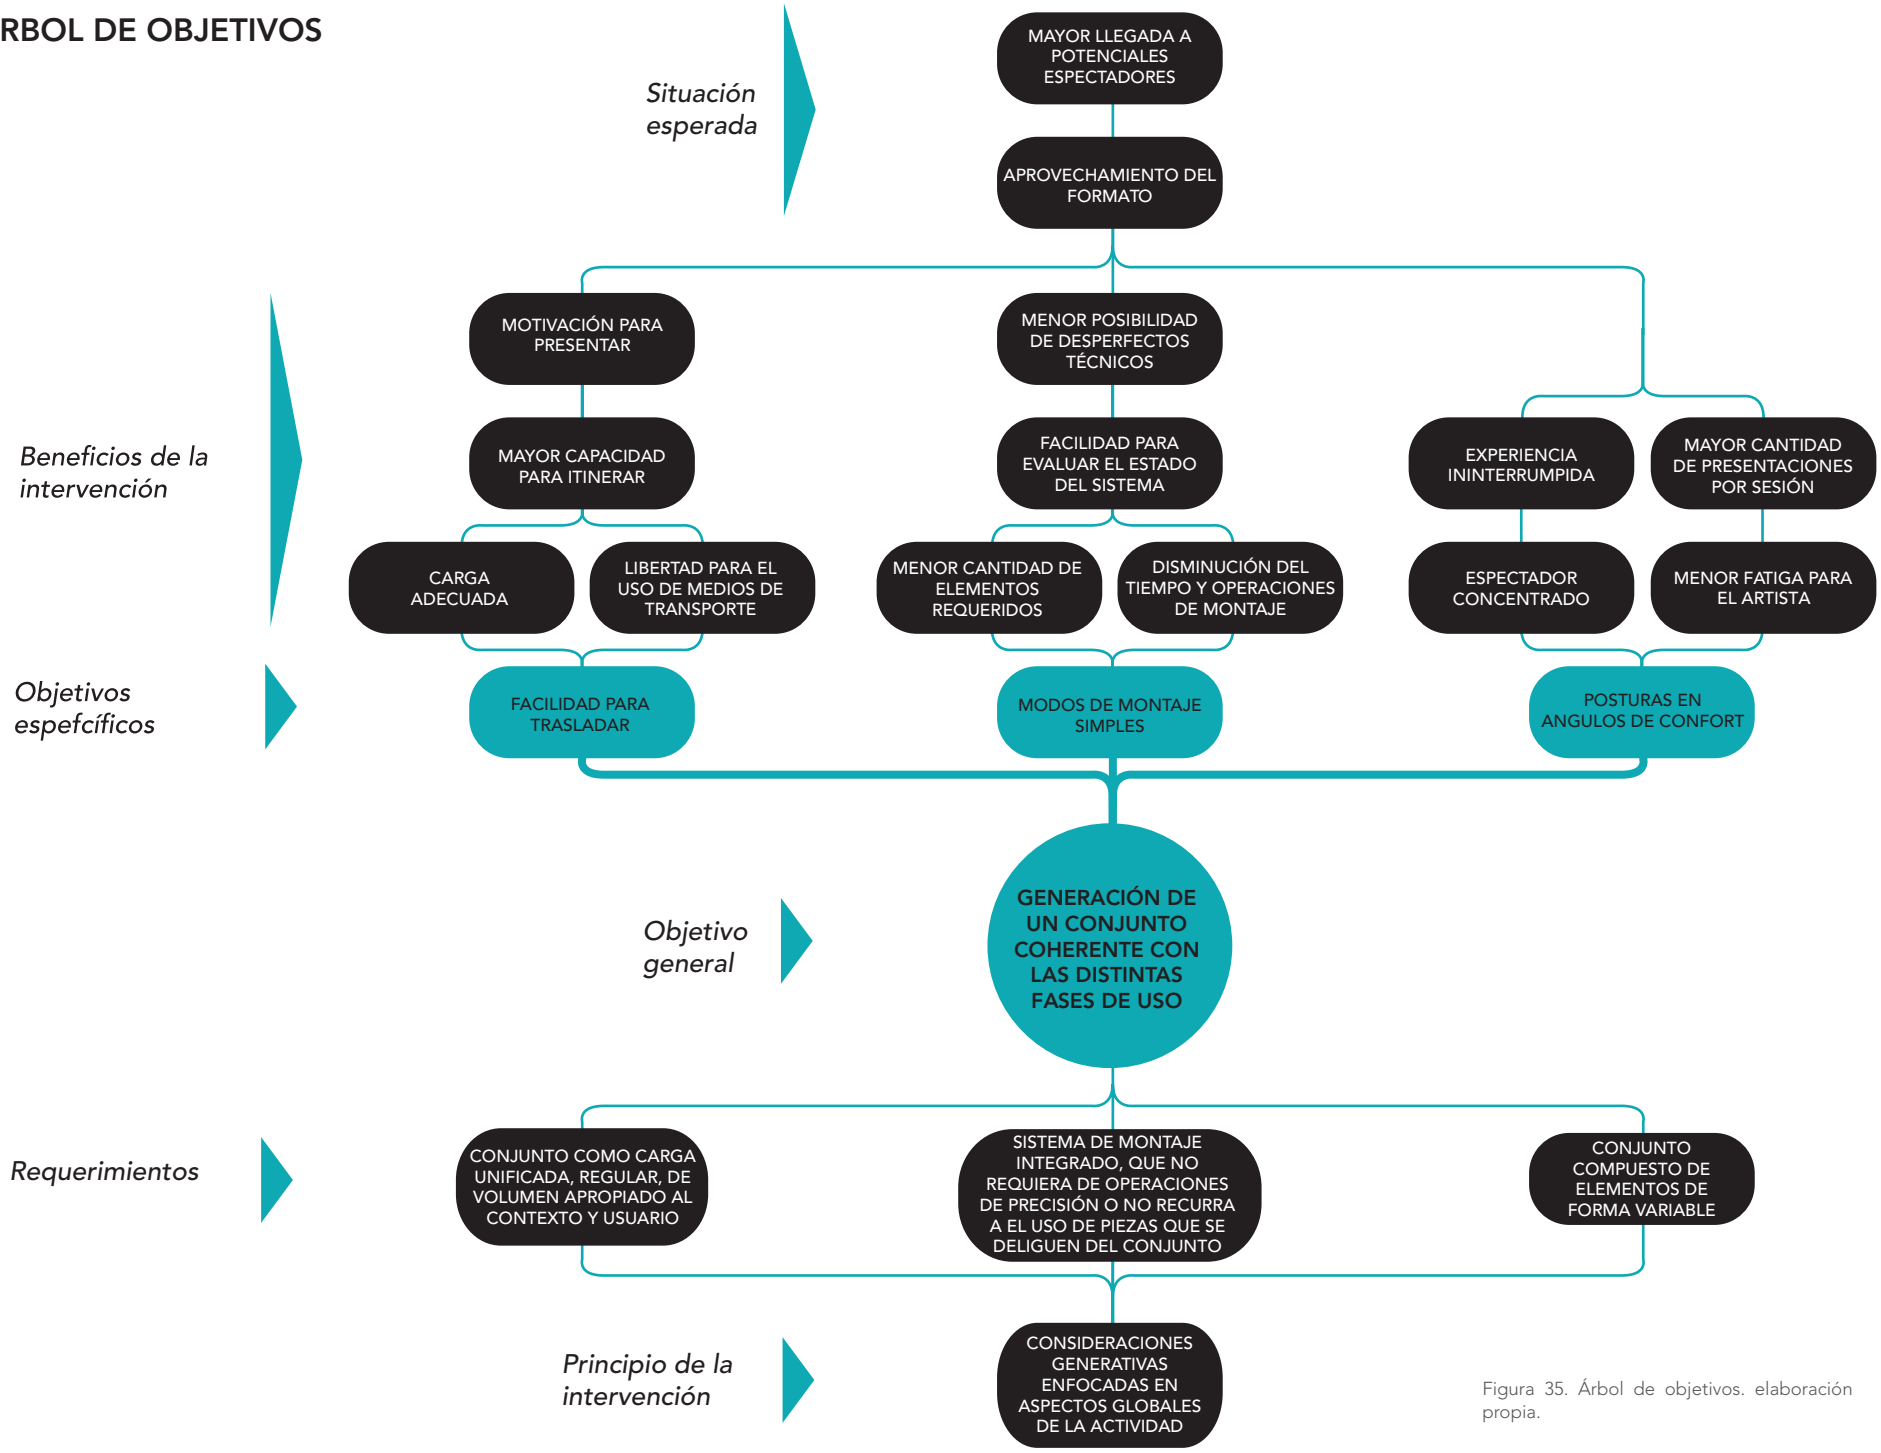 RBOL DE OBJETIVOS
Situación
esperada
MAYOR LLEGADA A
POTENCIALES
ESPECTADORES
APROVECHAMIENTO DEL
FORMATO
Beneficios de la
intervención
MOTIVACIÓN PARA
PRESENTAR
MENOR POSIBILIDAD
DE DESPERFECTOS
TÉCNICOS
MAYOR CAPACIDAD
PARA ITINERAR
FACILIDAD PARA
EVALUAR EL ESTADO
DEL SISTEMA
EXPERIENCIA
ININTERRUMPIDA
MAYOR CANTIDAD
DE PRESENTACIONES
POR SESIÓN
CARGA
ADECUADA
LIBERTAD PARA EL
USO DE MEDIOS DE
TRANSPORTE
MENOR CANTIDAD DE
ELEMENTOS
REQUERIDOS
DISMINUCIÓN DEL
TIEMPO Y OPERACIONES
DE MONTAJE
ESPECTADOR
CONCENTRADO
MENOR FATIGA PARA
EL ARTISTA
Objetivos
espefcíficos
FACILIDAD PARA
TRASLADAR
MODOS DE MONTAJE
SIMPLES
POSTURAS EN
ANGULOS DE CONFORT
Objetivo
general
GENERACIÓN DE
UN CONJUNTO
COHERENTE CON
LAS DISTINTAS
FASES DE USO
Requerimientos
CONJUNTO COMO CARGA
UNIFICADA, REGULAR, DE
VOLUMEN APROPIADO AL
CONTEXTO Y USUARIO
SISTEMA DE MONTAJE
INTEGRADO, QUE NO
REQUIERA DE OPERACIONES
DE PRECISIÓN O NO RECURRA
A EL USO DE PIEZAS QUE SE
DELIGUEN DEL CONJUNTO
CONJUNTO
COMPUESTO DE
ELEMENTOS DE
FORMA VARIABLE
Principio de la
intervención
CONSIDERACIONES
GENERATIVAS
ENFOCADAS EN
ASPECTOS GLOBALES
DE LA ACTIVIDAD
Figura 35. Árbol de objetivos. elaboración
propia.